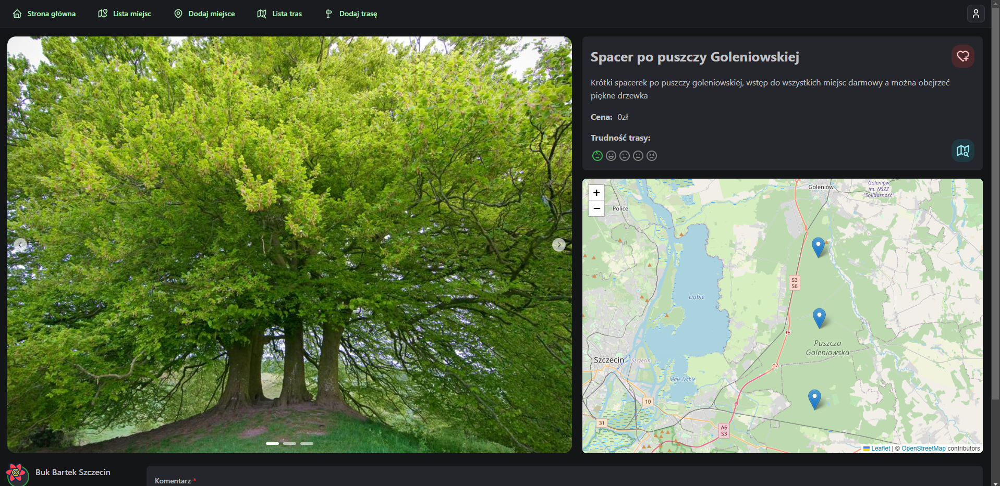 Strona główna
Lista miejsc
Dodaj miejsce
Lista tras
Dodaj trasę
Spacer po puszczy Goleniowskiej
Krótki spacerek po puszczy goleniowskiej, wstęp do wszystkich miejsc darmowy a można obejrzeć
piękne drzewka
Cena: 0zł
Trudność trasy:
+
−
Goleniów
Goleniów
im. NSZZ
"Solidarność"
Police
S3
S6
Dąbie
16
Puszcza
Goleniowska
Szczecin
Szczecin
17
Małe Dąbie
10
31
A6
S3
Leaflet | © OpenStreetMap contributors
Buk Bartek Szczecin
Komentarz *